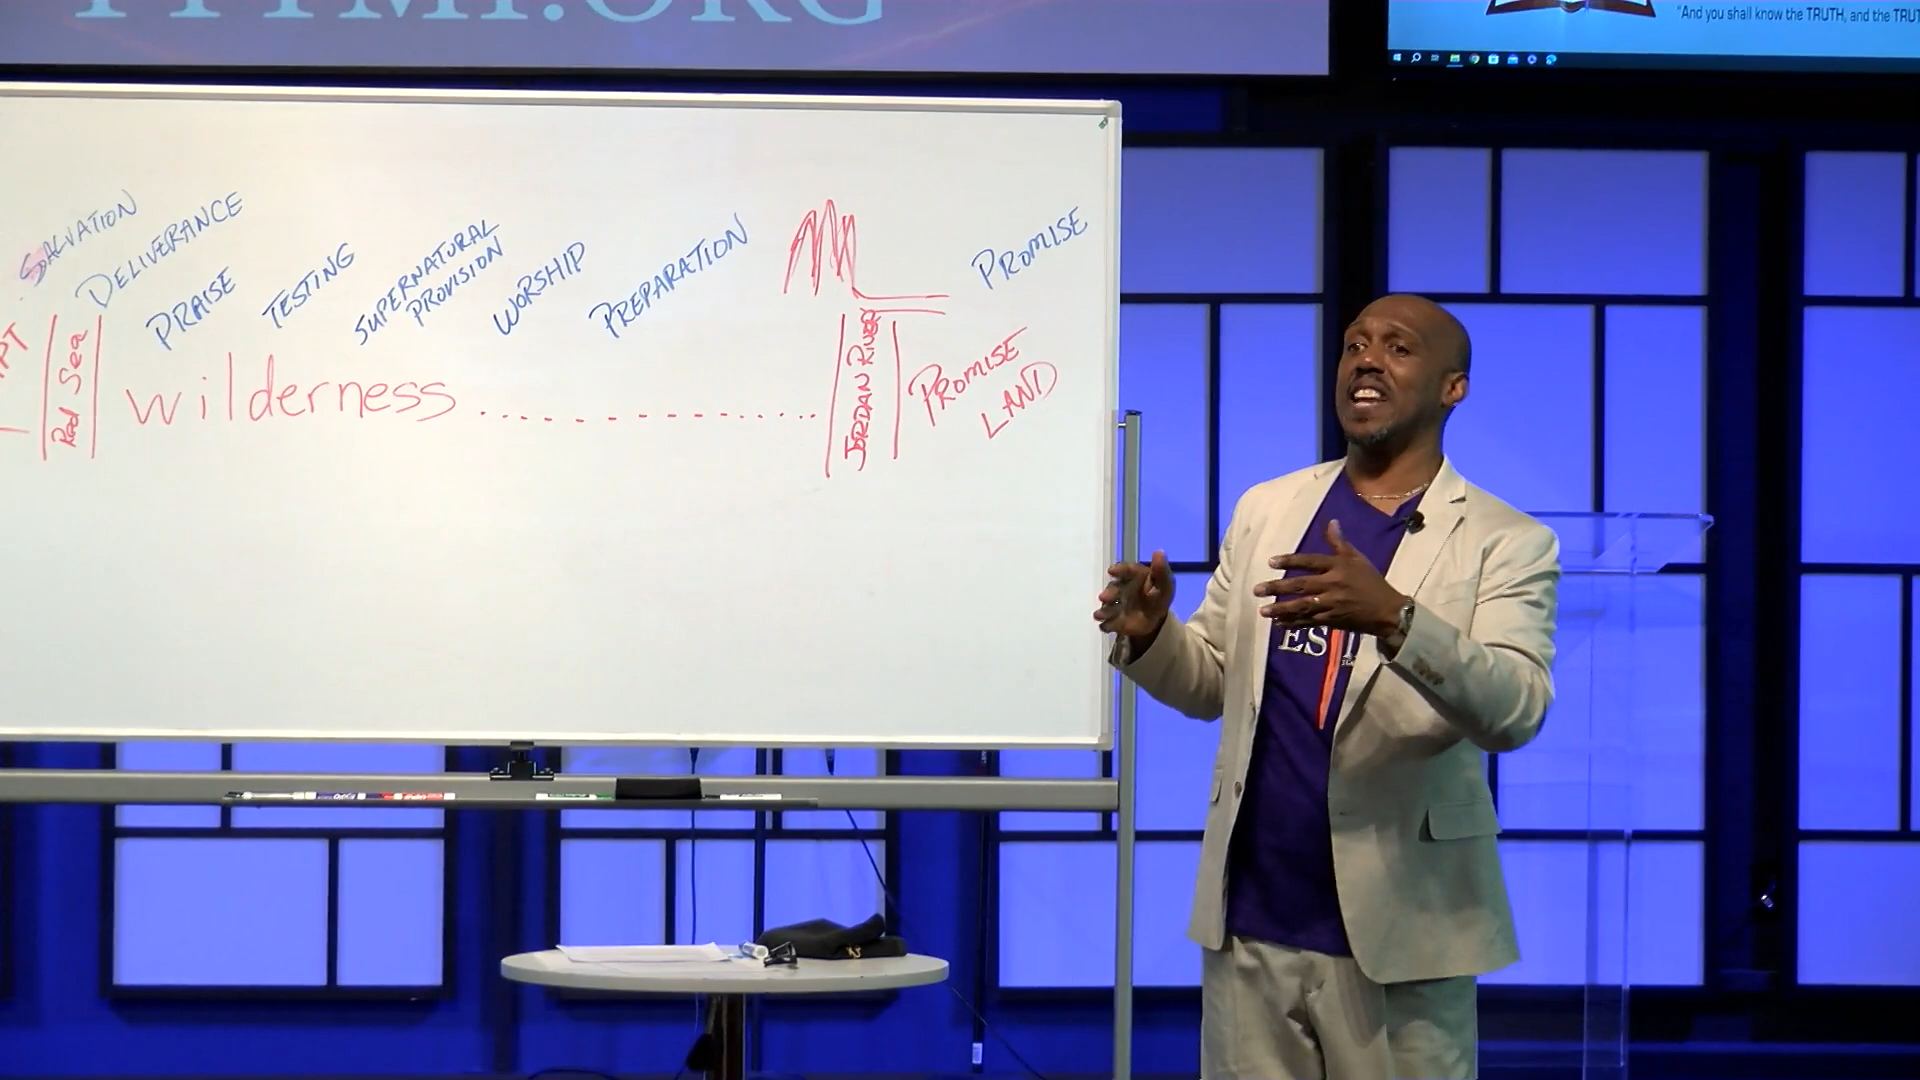 "And you shall know the TRUTH, and the TRUT
SALVATION
DELIVERANCE
PRAISE
TESTING
SUPERNATURAL
PROVISION
WORSHIP
PREPARATION
PROMISE
Red Sea
wilderness
JORDAN RIVER
PROMISE
LAND
ES